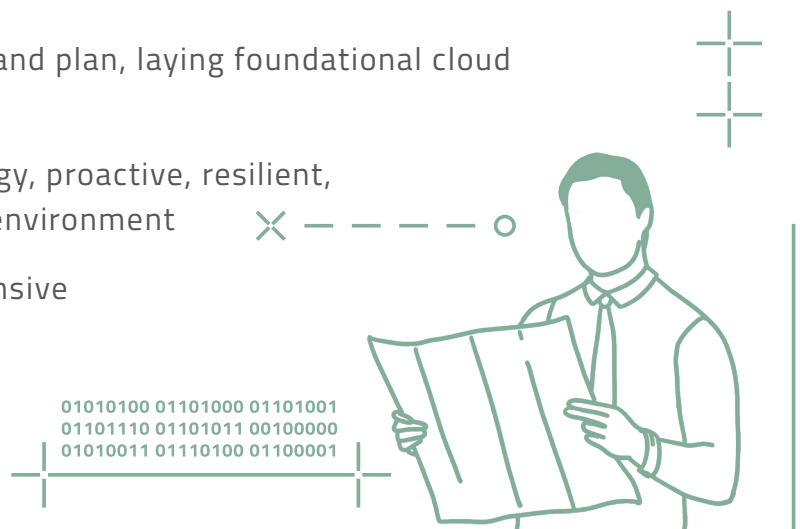 and plan, laying foundational cloud
gy, proactive, resilient,
environment
nsive
01010100 01101000 01101001
01101110 01101011 00100000
01010011 01110100 01100001